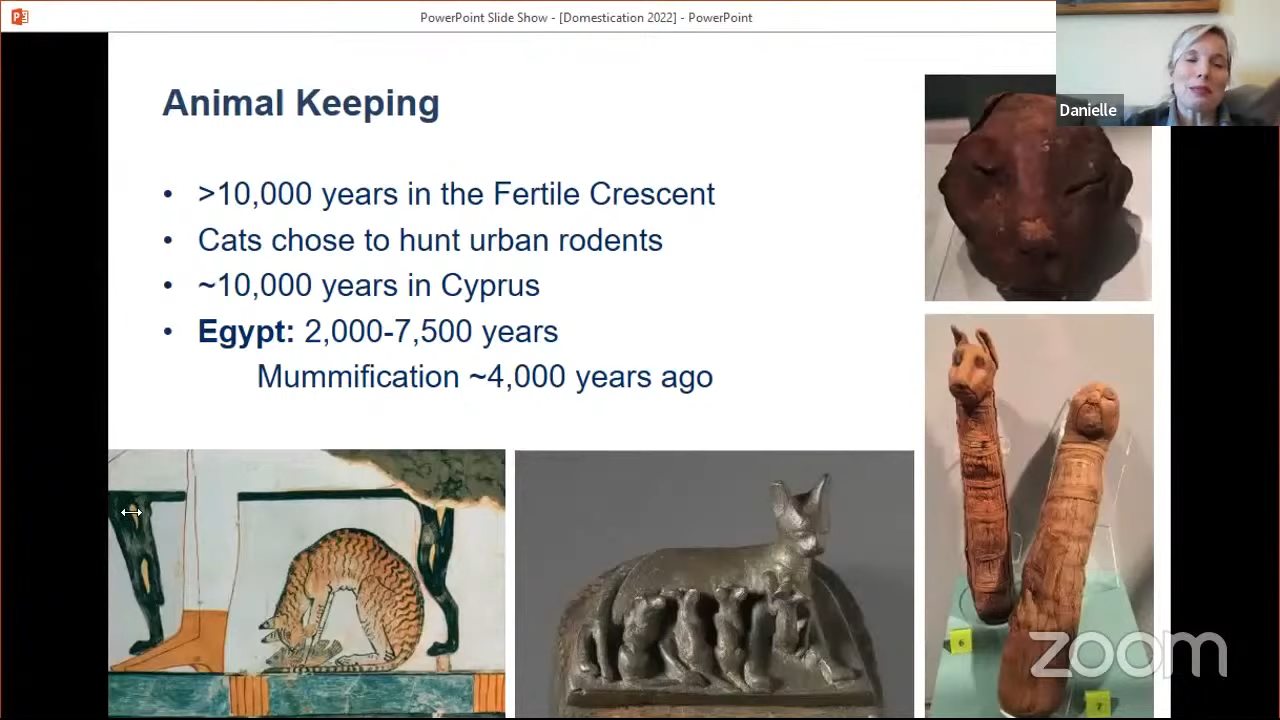 PowerPoint Slide Show - [Domestication 2022] - PowerPoint
Danielle
Animal Keeping
• >10,000 years in the Fertile Crescent
• Cats chose to hunt urban rodents
• ~10,000 years in Cyprus
• Egypt: 2,000-7,500 years
Mummification ~4,000 years ago
6
7
zoom